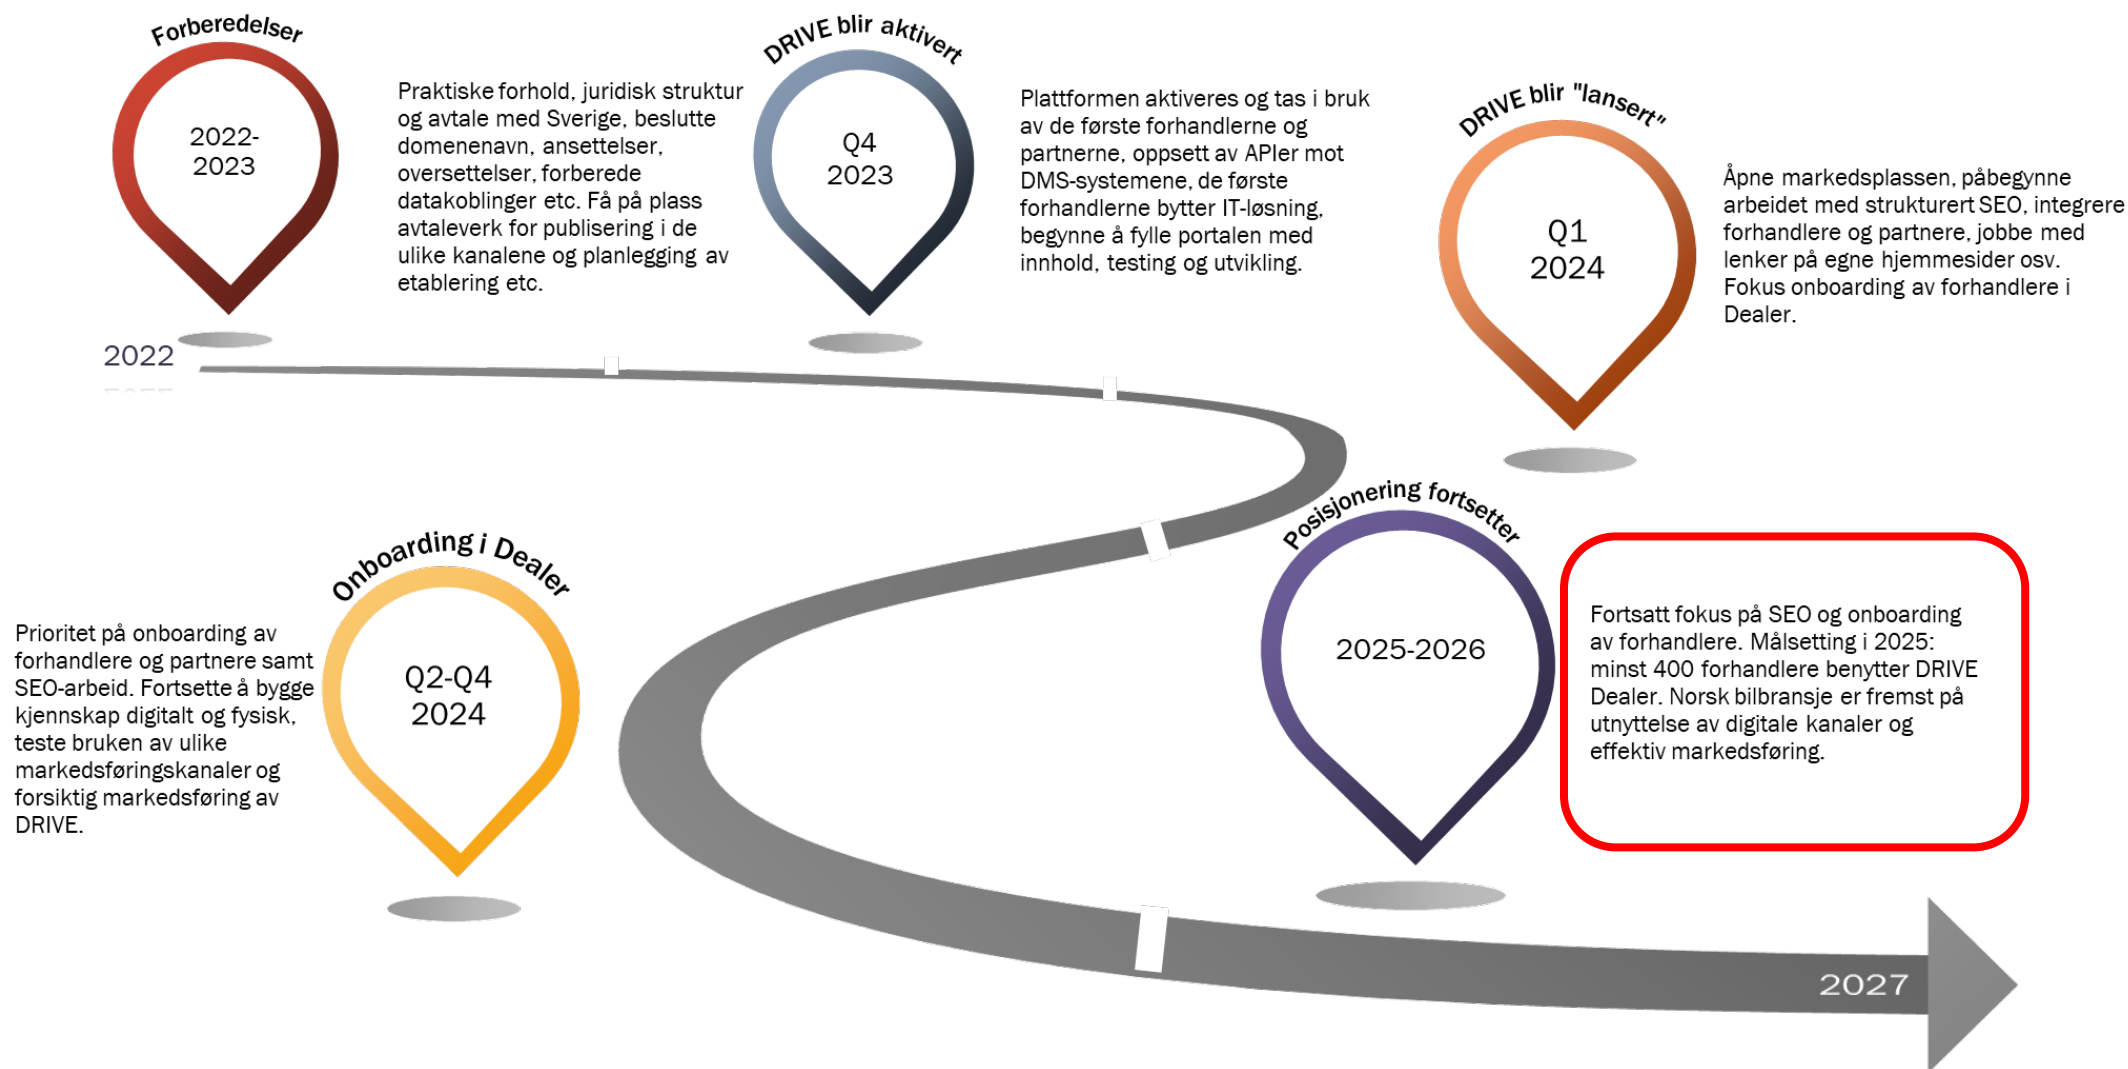 Forberedelser
2022-
2023
Praktiske forhold, juridisk struktur
og avtale med Sverige, beslutte
domenenavn, ansettelser,
oversettelser, forberede
datakoblinger etc. Få på plass
avtaleverk for publisering i de
ulike kanalene og planlegging av
etablering etc.
DRIVE blir aktivert
Q4
2023
Plattformen aktiveres og tas i bruk
av de første forhandlerne og
partnerne, oppsett av APIer mot
DMS-systemene, de første
forhandlerne bytter IT-løsning,
begynne å fylle portalen med
innhold, testing og utvikling.
DRIVE blir "lansert"
Q1
2024
Åpne markedsplassen, påbegynne
arbeidet med strukturert SEO, integrere
forhandlere og partnere, jobbe med
lenker på egne hjemmesider osv.
Fokus onboarding av forhandlere i
Dealer.
2022
Onboarding i Dealer
Q2-Q4
2024
Prioritet på onboarding av
forhandlere og partnere samt
SEO-arbeid. Fortsette å bygge
kjennskap digitalt og fysisk,
teste bruken av ulike
markedsføringskanaler og
forsiktig markedsføring av
DRIVE.
Posisjonering fortsetter
2025-2026
Fortsatt fokus på SEO og onboarding
av forhandlere. Målsetting i 2025:
minst 400 forhandlere benytter DRIVE
Dealer. Norsk bilbransje er fremst på
utnyttelse av digitale kanaler og
effektiv markedsføring.
2027